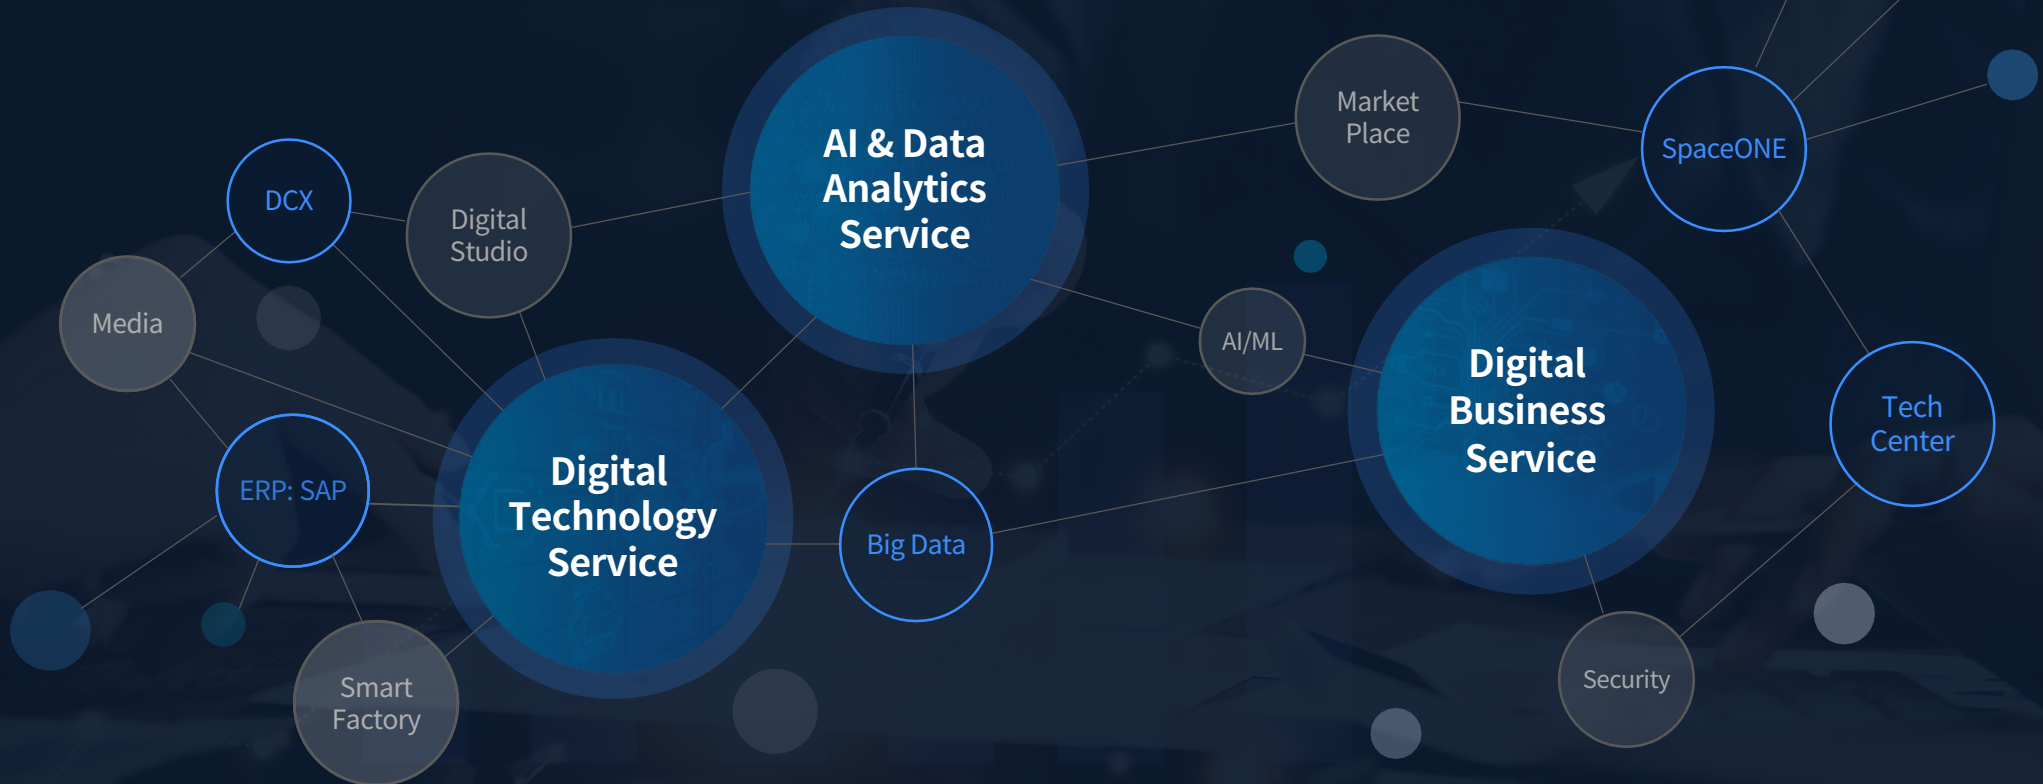 AI & Data
Analytics
Service
Market
Place
SpaceONE
DCX
Digital
Studio
Media
AI/ML
Digital
Business
Service
Tech
Center
ERP: SAP
Digital
Technology
Service
Big Data
Smart
Factory
Security